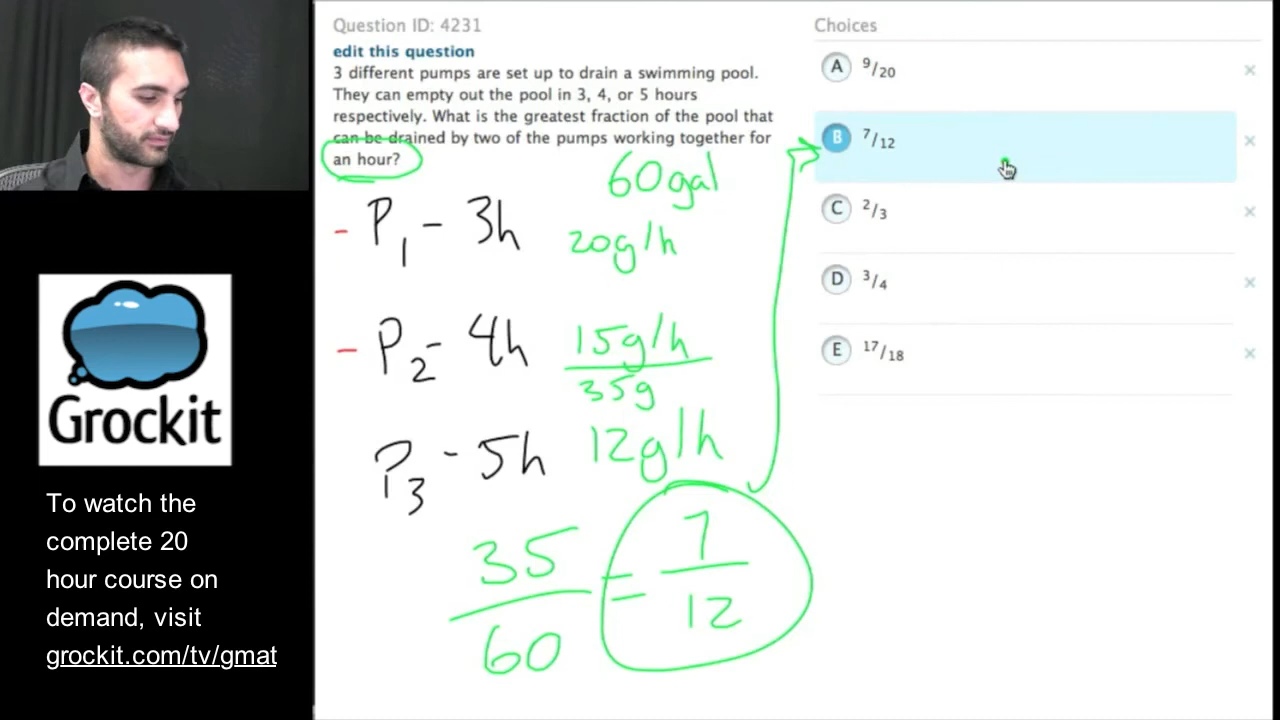 Question ID: 4231
edit this question
3 different pumps are set up to drain a swimming pool.
They can empty out the pool in 3, 4, or 5 hours
respectively. What is the greatest fraction of the pool that
can be drained by two of the pumps working together for
an hour?
60gal
- P1 - 3h 20g/h
- P2 - 4h 15g/h
35g
P3 - 5h 12g/h
35/60 = 7/12
Choices
A 9/20 ×
B 7/12 ×
C 2/3 ×
D 3/4 ×
E 17/18 ×
Grockit
To watch the
complete 20
hour course on
demand, visit
grockit.com/tv/gmat